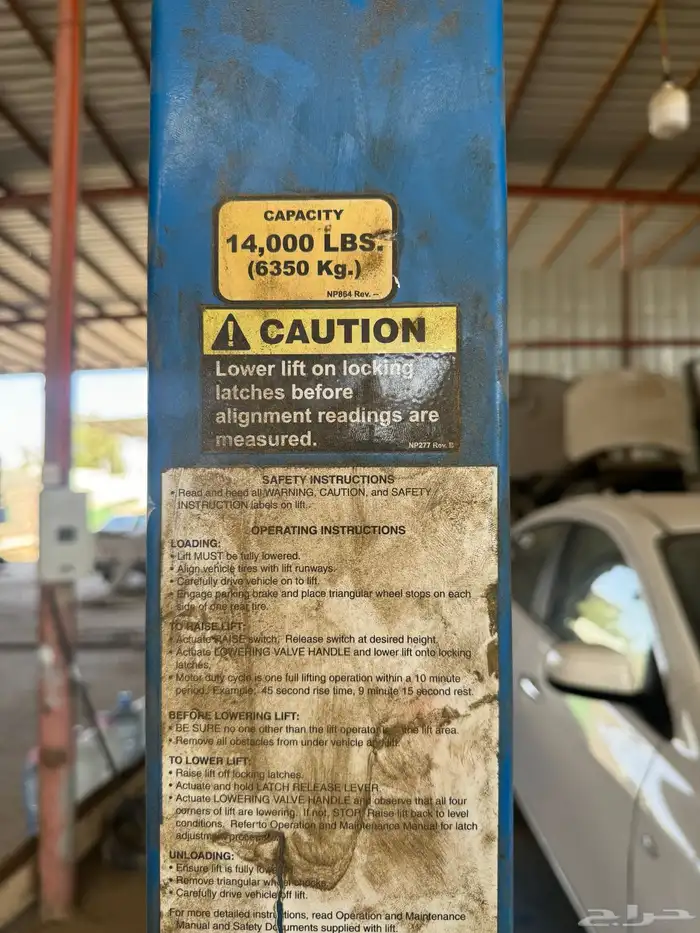 CAPACITY
14,000 LBS.
(6350 Kg.)
NP864 Rev. --
CAUTION
Lower lift on locking
latches before
alignment readings are
measured.
NP277 Rev. B
SAFETY INSTRUCTIONS
• Read and heed all WARNING, CAUTION, and SAFETY
INSTRUCTION labels on lift.
OPERATING INSTRUCTIONS
LOADING:
• Lift MUST be fully lowered.
• Align vehicle tires with lift runways.
• Carefully drive vehicle on to lift.
• Engage parking brake and place triangular wheel stops on each
side of one rear tire.
TO RAISE LIFT:
• Actuate RAISE switch. Release switch at desired height.
• Actuate LOWERING VALVE HANDLE and lower lift onto locking
latches.
• Motor duty cycle is one full lifting operation within a 10 minute
period. Example: 45 second rise time, 9 minute 15 second rest.
BEFORE LOWERING LIFT:
• BE SURE no one other than the lift operator the lift area.
• Remove all obstacles from under vehicle and lift.
TO LOWER LIFT:
• Raise lift off locking latches.
• Actuate and hold LATCH RELEASE LEVER.
• Actuate LOWERING VALVE HANDLE and observe that all four
corners of lift are lowering. If not, STOP. Raise lift back to level
conditions. Refer to Operation and Maintenance Manual for latch
adjustment
UNLOADING:
• Ensure lift is fully
• Remove triangular wheel
• Carefully drive vehicle off lift.
For more detailed instructions, read Operation and Maintenance
Manual and Safety Documents supplied with lift.
حراج